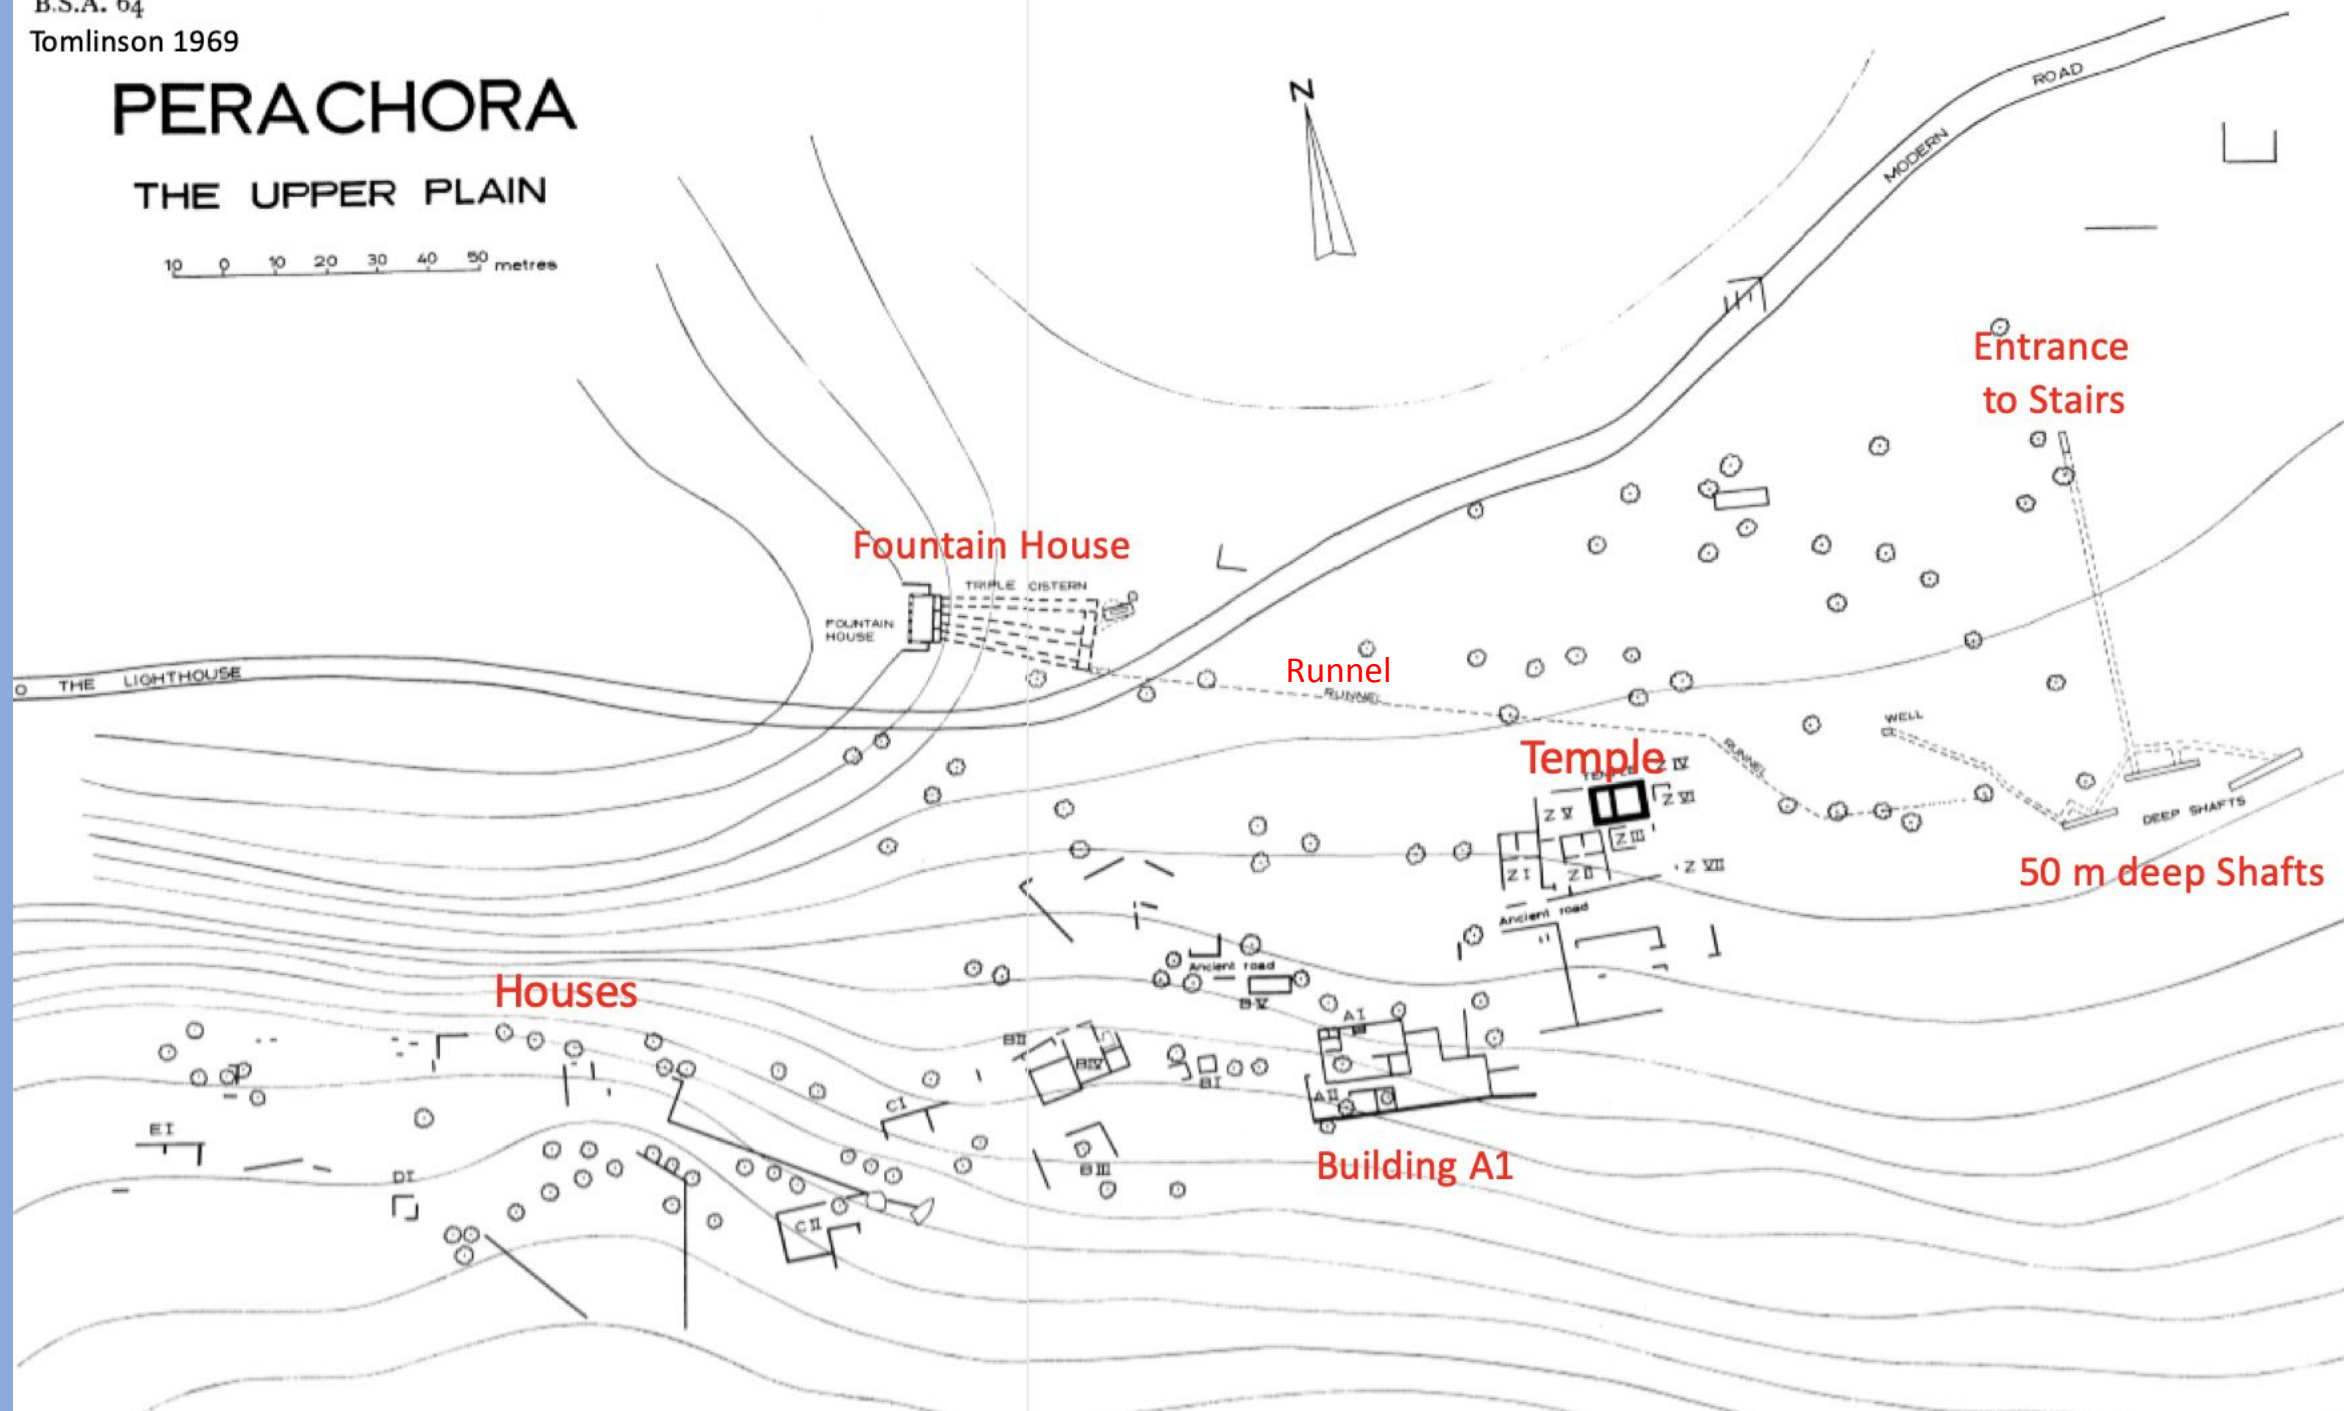 B.S.A. 64
Tomlinson 1969
PERACHORA
THE UPPER PLAIN
10 0 10 20 30 40 50 metres
N
MODERN ROAD
Entrance
to Stairs
Fountain House
TRIPLE CISTERN
FOUNTAIN
HOUSE
O THE LIGHTHOUSE
Runnel
RUNNEL
WELL
RUNNEL
Temple
TEMPLE
Z IV
Z VI
Z V
Z III
Z I
Z II
Z VII
DEEP SHAFTS
50 m deep Shafts
Ancient road
Houses
Ancient road
B V
A I
B II
B IV
B I
A II
C I
E I
B III
Building A1
D I
C II